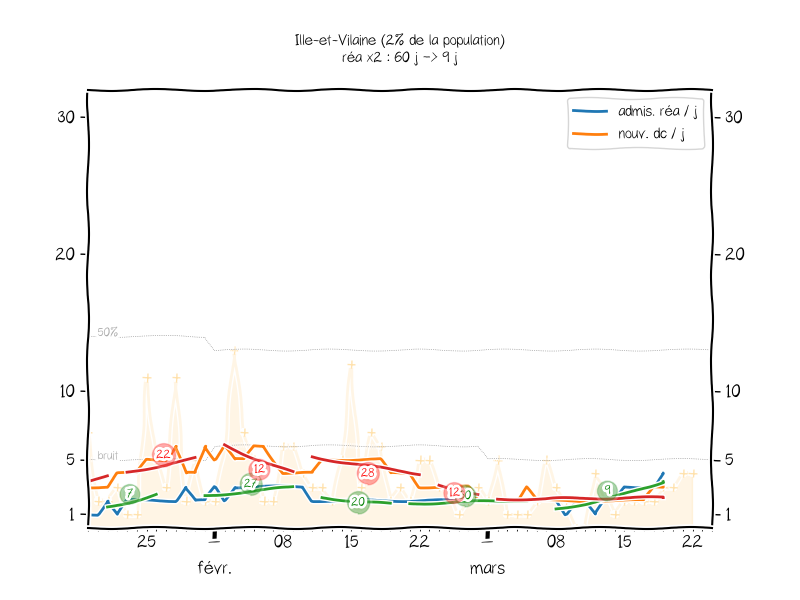 Ille-et-Vilaine (2% de la population)
réa x2 : 60 j -> 9 j
admis. réa / j
nouv. dc / j
30 30
20 20
50%
10 10
bruit
5 5
22 12 28 12
7 27 20 9
1 1
25 1 08 15 22 1 08 15 22
févr. mars